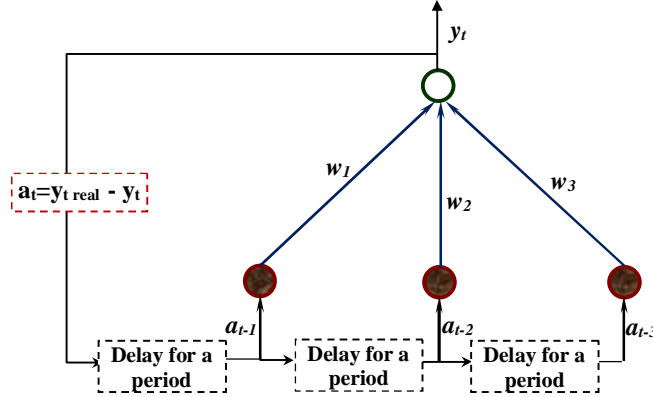 yt
w1
w2
w3
at=yt real - yt
at-1
at-2
at-3
Delay for a
period
Delay for a
period
Delay for a
period